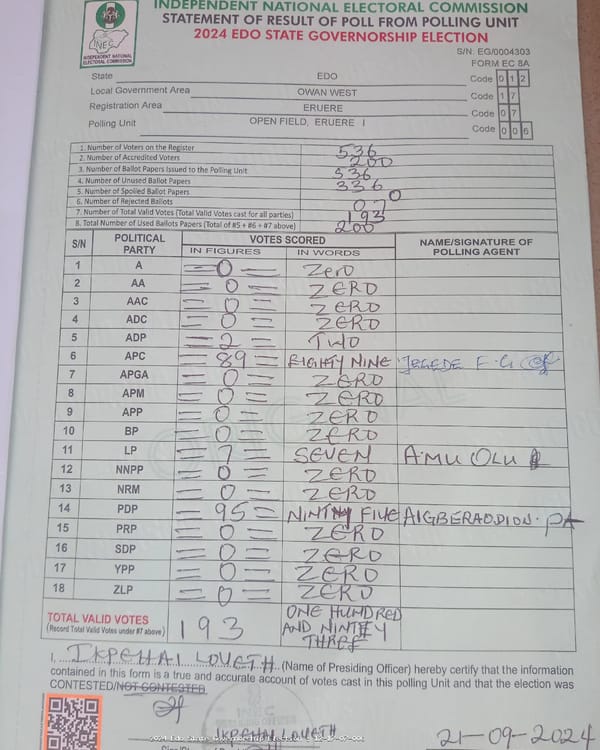 INDEPENDENT NATIONAL ELECTORAL COMMISSION
STATEMENT OF RESULT OF POLL FROM POLLING UNIT
2024 EDO STATE GOVERNORSHIP ELECTION
INEC
INDEPENDENT NATIONAL ELECTORAL COMMISSION
S/N: EG/0004303
FORM EC 8A
State EDO Code 0 1 2
Local Government Area OWAN WEST Code 1 7
Registration Area ERUERE Code 0 7
Polling Unit OPEN FIELD, ERUERE I Code 0 0 6
1. Number of Voters on the Register 536
2. Number of Accredited Voters 200
3. Number of Ballot Papers Issued to the Polling Unit 536
4. Number of Unused Ballot Papers 336
5. Number of Spoiled Ballot Papers 0
6. Number of Rejected Ballots 07
7. Number of Total Valid Votes (Total Valid Votes cast for all parties) 193
8. Total Number of Used Ballots Papers (Total of #5 + #6 + #7 above) 200
S/N POLITICAL PARTY VOTES SCORED NAME/SIGNATURE OF POLLING AGENT
IN FIGURES IN WORDS
1 A =0= Zero
2 AA =0= ZERO
3 AAC =0= ZERO
4 ADC =0= ZERO
5 ADP =2= TWO
6 APC =89= EIGHTY NINE JEGEDE F.G
7 APGA =0= ZERO
8 APM =0= ZERO
9 APP =0= ZERO
10 BP =0= ZERO
11 LP =7= SEVEN AMU OLU
12 NNPP =0= ZERO
13 NRM =0= ZERO
14 PDP =95= FIVE
15 PRP =0= ZERO
16 SDP =0= ZERO
17 YPP =0= ZERO
18 ZLP =0= ZERO
TOTAL VALID VOTES 193 ONE HUNDRED
(Record Total Valid Votes under #7 above) AND
THREE
I, IKPEHAI LOVETH (Name of Presiding Officer) hereby certify that the information
contained in this form is a true and accurate account of votes cast in this polling Unit and that the election was
CONTESTED/NOT CONTESTED.
IKPEHAI LOVETH 21-09-2024